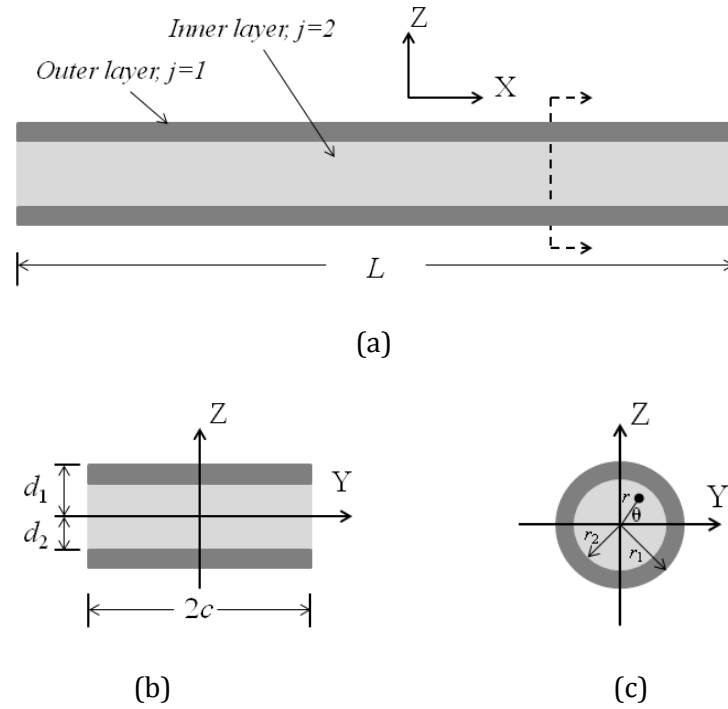 Inner layer, j=2
Outer layer, j=1
Z
X
L
(a)
Z
Y
d₁
d₂
2c
(b)
Z
Y
r
θ
r₂
r₁
(c)